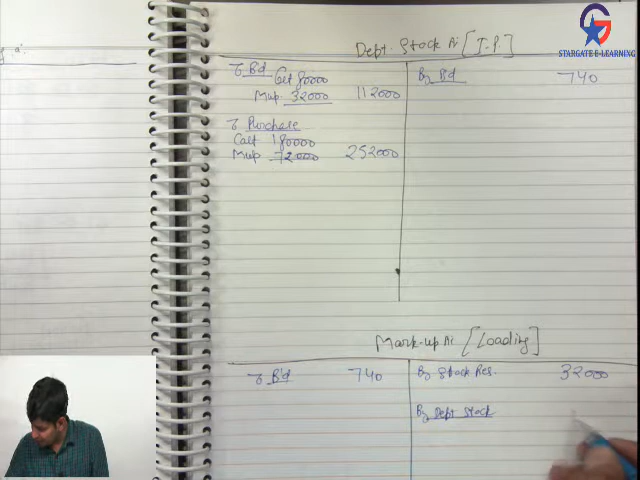 STARGATE E-LEARNING
Dept. Stock A/c [I.P.]
To Bd
Cost 80000
Mup 32000 112000
By Bd 740
To Purchase
Cost 180000
Mup 72000 252000
Mark-up A/c [Loading]
To B/d 740
By Stock Res. 32000
By Dept Stock